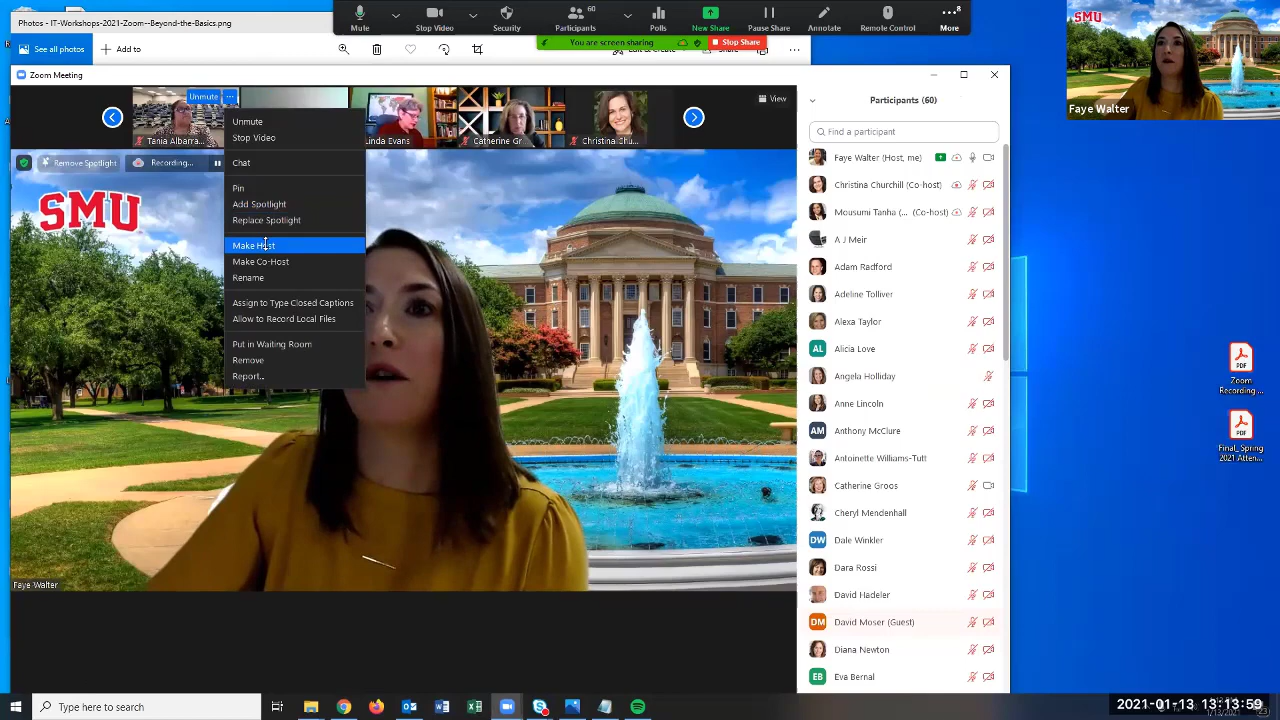 Photos - IT-Workshop-2021-Zoom-Beyond-the-Basics.png
See all photos
Add to
Mute
Stop Video
Security
60
Participants
Polls
New Share
Pause Share
Annotate
Remote Control
8
More
You are screen sharing
Stop Share
SMU
Faye Walter
Zoom Meeting
Unmute
Tania Albarra...
Linda Evans
Catherine Gr...
Christina Chu...
View
Remove Spotlight
Recording...
SMU
Unmute
Stop Video
Chat
Pin
Add Spotlight
Replace Spotlight
Make Host
Make Co-Host
Rename
Assign to Type Closed Captions
Allow to Record Local Files
Put in Waiting Room
Remove
Report...
Faye Walter
Participants (60)
Find a participant
Faye Walter (Host, me)
Christina Churchill (Co-host)
Mousumi Tanha (... (Co-host)
A J Meir
Adam Radford
Adeline Tolliver
Alexa Taylor
AL Alicia Love
Angela Holliday
Anne Lincoln
AM Anthony McClure
Antoinette Williams-Tutt
Catherine Groos
Cheryl Mendenhall
DW Dale Winkler
Dara Rossi
David Hadeler
DM David Moser (Guest)
Diana Newton
EB Eva Bernal
PDF
Zoom
Recording ...
PDF
Final_ Spring
2021 Atten...
Type here to search
2021-01-13 13:13:59